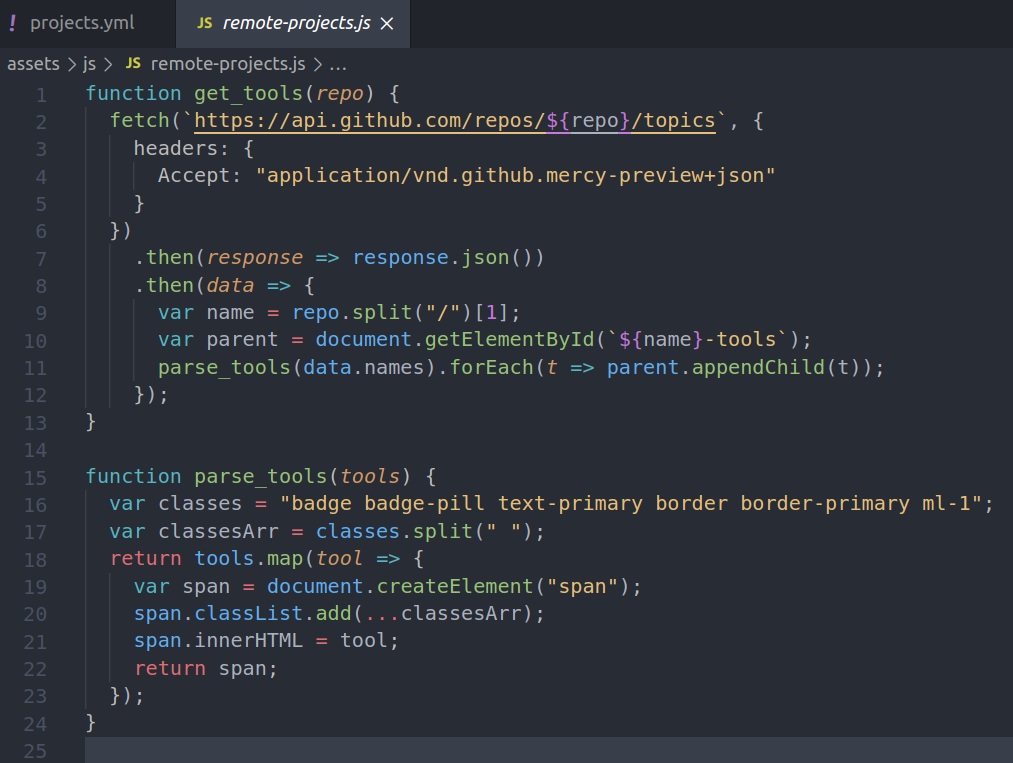 ! projects.yml JS remote-projects.js ×
assets > js > JS remote-projects.js > ...
1 function get_tools(repo) {
2   fetch(`https://api.github.com/repos/${repo}/topics`, {
3     headers: {
4       Accept: "application/vnd.github.mercy-preview+json"
5     }
6   })
7     .then(response => response.json())
8     .then(data => {
9       var name = repo.split("/")[1];
10       var parent = document.getElementById(`${name}-tools`);
11       parse_tools(data.names).forEach(t => parent.appendChild(t));
12     });
13 }
14
15 function parse_tools(tools) {
16   var classes = "badge badge-pill text-primary border border-primary ml-1";
17   var classesArr = classes.split(" ");
18   return tools.map(tool => {
19     var span = document.createElement("span");
20     span.classList.add(...classesArr);
21     span.innerHTML = tool;
22     return span;
23   });
24 }
25